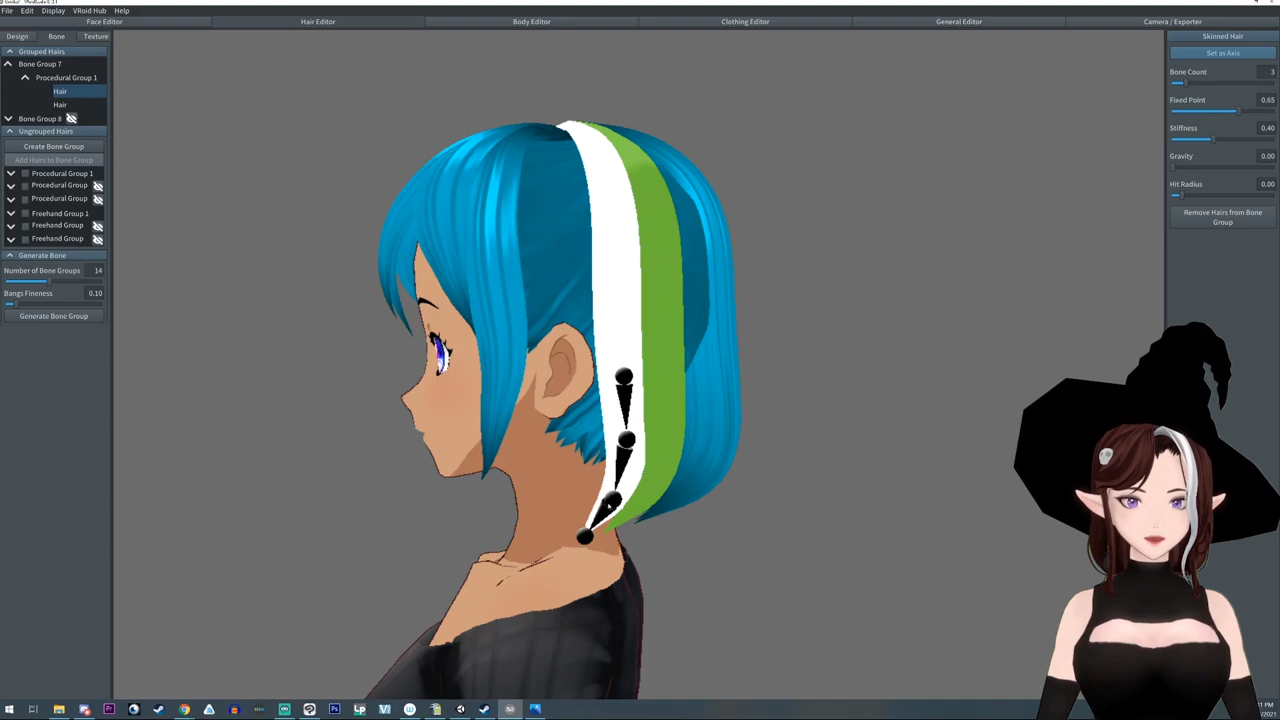 File Edit Display VRoid Hub Help
Face Editor Hair Editor Body Editor Clothing Editor General Editor Camera / Exporter
Design Bone Texture
Grouped Hairs
Bone Group 7
Procedural Group 1
Hair
Hair
Bone Group 8
Ungrouped Hairs
Create Bone Group
Add Hairs to Bone Group
Procedural Group 1
Procedural Group
Procedural Group
Freehand Group 1
Freehand Group
Freehand Group
Generate Bone
Number of Bone Groups 14
Bangs Fineness 0.10
Generate Bone Group
Skinned Hair
Set as Axis
Bone Count 3
Fixed Point 0.65
Stiffness 0.40
Gravity 0.00
Hit Radius 0.00
Remove Hairs from Bone
Group